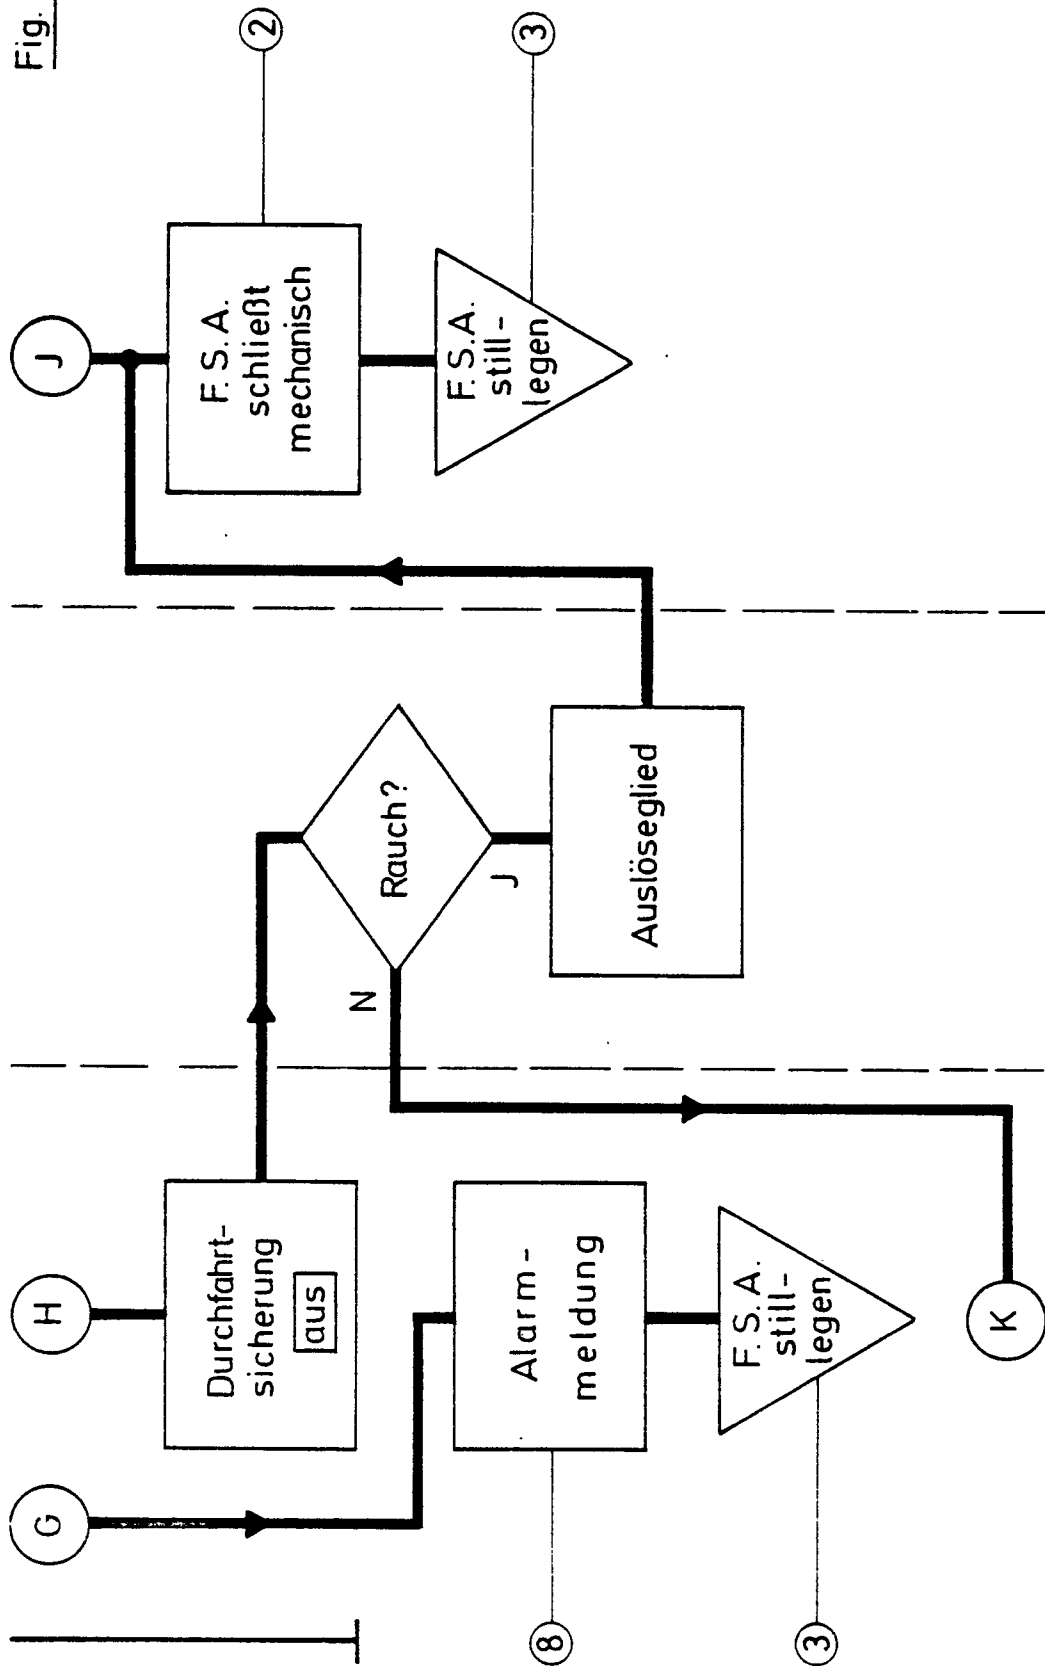 Fig.
G
H
J
Durchfahrt-
sicherung
aus
F. S. A.
schließt
mechanisch
2
Rauch?
N
J
Alarm-
meldung
8
Auslöseglied
F. S. A.
still-
legen
3
F. S. A.
still-
legen
3
K